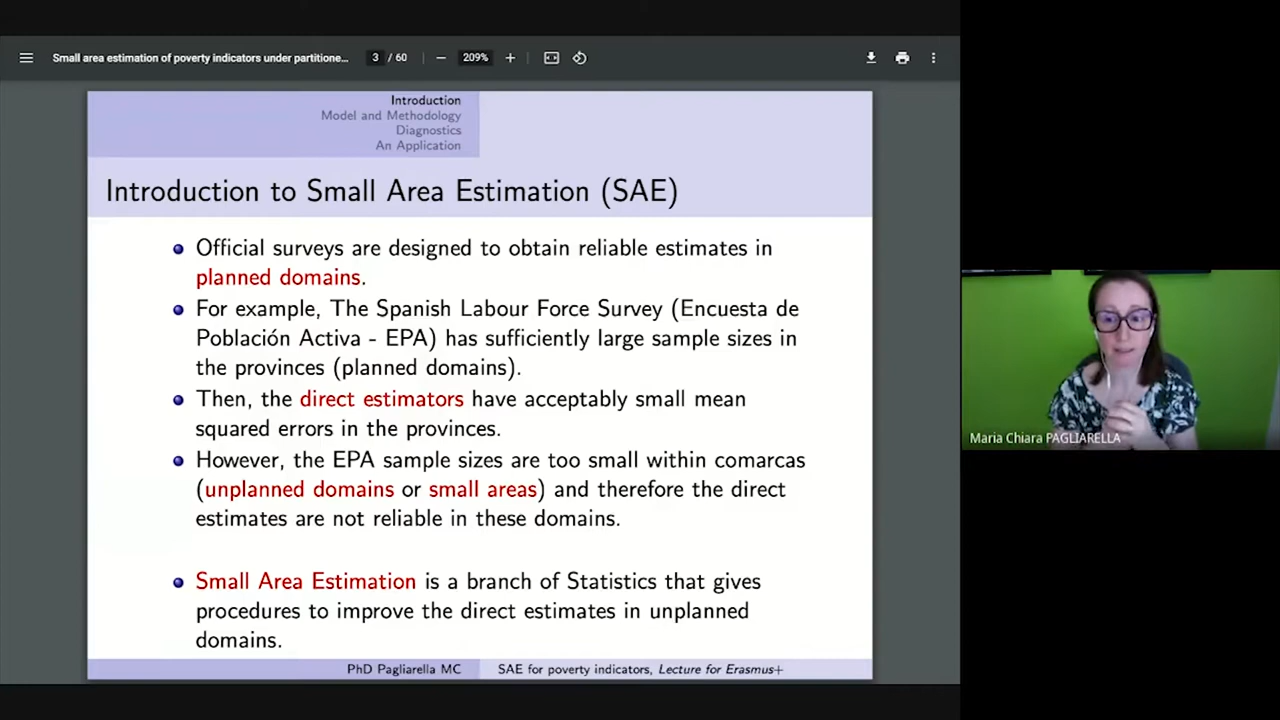 Small area estimation of poverty indicators under partitione...
3 / 60
209%
Introduction
Model and Methodology
Diagnostics
An Application
Introduction to Small Area Estimation (SAE)
Official surveys are designed to obtain reliable estimates in
planned domains.
For example, The Spanish Labour Force Survey (Encuesta de
Población Activa - EPA) has sufficiently large sample sizes in
the provinces (planned domains).
Then, the direct estimators have acceptably small mean
squared errors in the provinces.
However, the EPA sample sizes are too small within comarcas
(unplanned domains or small areas) and therefore the direct
estimates are not reliable in these domains.
Small Area Estimation is a branch of Statistics that gives
procedures to improve the direct estimates in unplanned
domains.
PhD Pagliarella MC
SAE for poverty indicators, Lecture for Erasmus+
Maria Chiara PAGLIARELLA